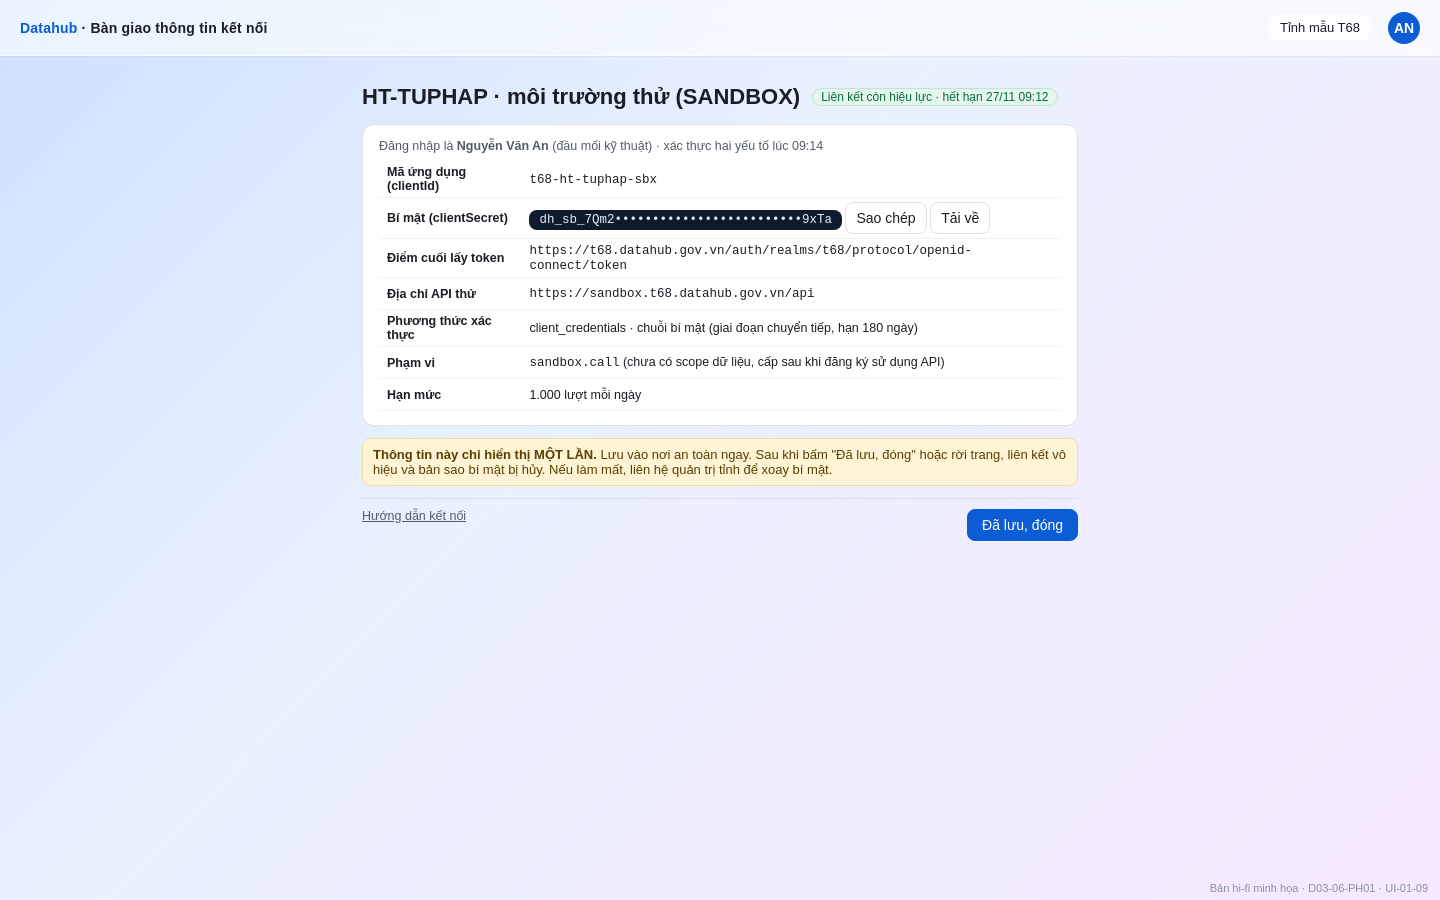 Datahub · Bàn giao thông tin kết nối
Tỉnh mẫu T68
AN
HT-TUPHAP · môi trường thử (SANDBOX)
Liên kết còn hiệu lực · hết hạn 27/11 09:12
Đăng nhập là Nguyễn Văn An (đầu mối kỹ thuật) · xác thực hai yếu tố lúc 09:14
Mã ứng dụng
(clientId)
t68-ht-tuphap-sbx
Bí mật (clientSecret)
dh_sb_7Qm2•••••••••••••••••••••••••9xTa
Sao chép
Tải về
Điểm cuối lấy token
https://t68.datahub.gov.vn/auth/realms/t68/protocol/openid-
connect/token
Địa chỉ API thử
https://sandbox.t68.datahub.gov.vn/api
Phương thức xác
thực
client_credentials · chuỗi bí mật (giai đoạn chuyển tiếp, hạn 180 ngày)
Phạm vi
sandbox.call (chưa có scope dữ liệu, cấp sau khi đăng ký sử dụng API)
Hạn mức
1.000 lượt mỗi ngày
Thông tin này chỉ hiển thị MỘT LẦN. Lưu vào nơi an toàn ngay. Sau khi bấm "Đã lưu, đóng" hoặc rời trang, liên kết vô
hiệu và bản sao bí mật bị hủy. Nếu làm mất, liên hệ quản trị tỉnh để xoay bí mật.
Hướng dẫn kết nối
Đã lưu, đóng
Bản hi-fi minh họa · D03-06-PH01 · UI-01-09